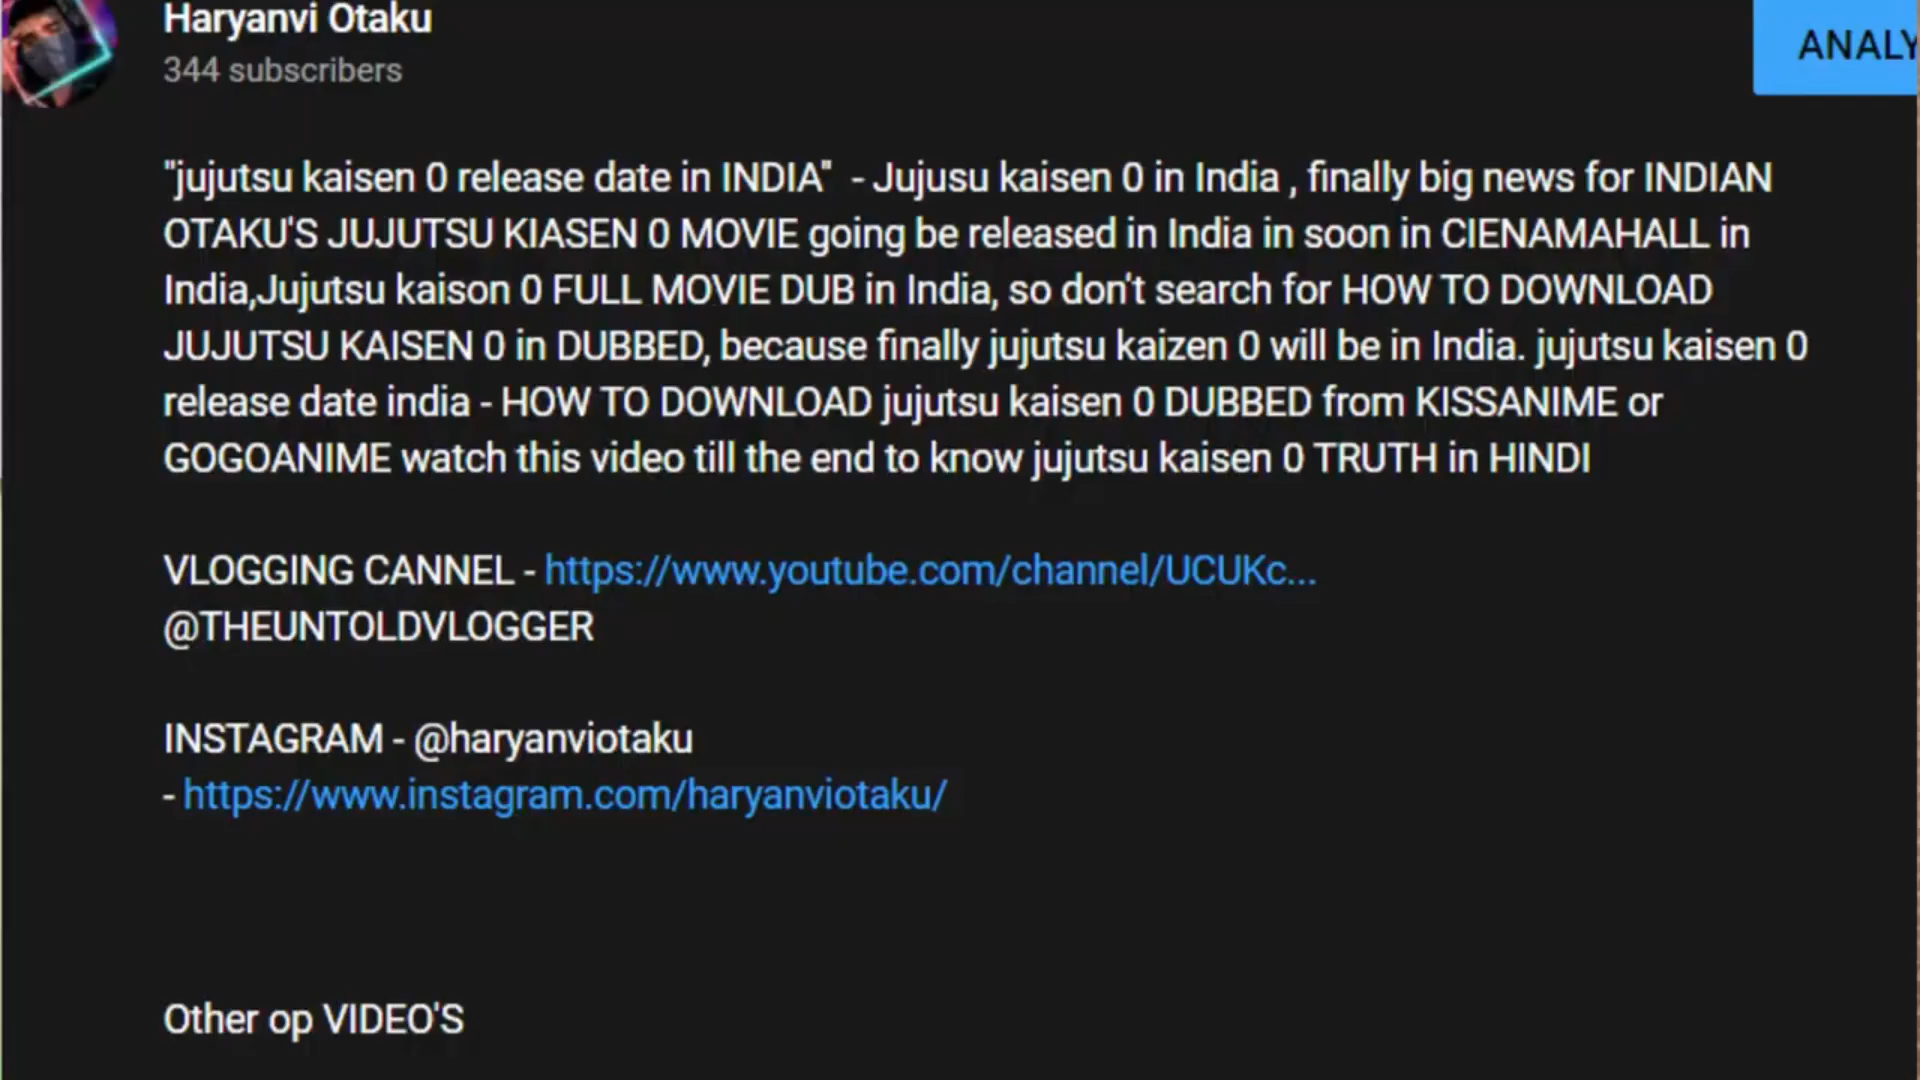 Haryanvi Otaku
344 subscribers
ANALY
"jujutsu kaisen 0 release date in INDIA" - Jujusu kaisen 0 in India , finally big news for INDIAN
OTAKU'S JUJUTSU KIASEN 0 MOVIE going be released in India in soon in CIENAMAHALL in
India,Jujutsu kaison 0 FULL MOVIE DUB in India, so don't search for HOW TO DOWNLOAD
JUJUTSU KAISEN 0 in DUBBED, because finally jujutsu kaizen 0 will be in India. jujutsu kaisen 0
release date india - HOW TO DOWNLOAD jujutsu kaisen 0 DUBBED from KISSANIME or
GOGOANIME watch this video till the end to know jujutsu kaisen 0 TRUTH in HINDI
VLOGGING CANNEL - https://www.youtube.com/channel/UCUKc...
@THEUNTOLDVLOGGER
INSTAGRAM - @haryanviotaku
- https://www.instagram.com/haryanviotaku/
Other op VIDEO'S